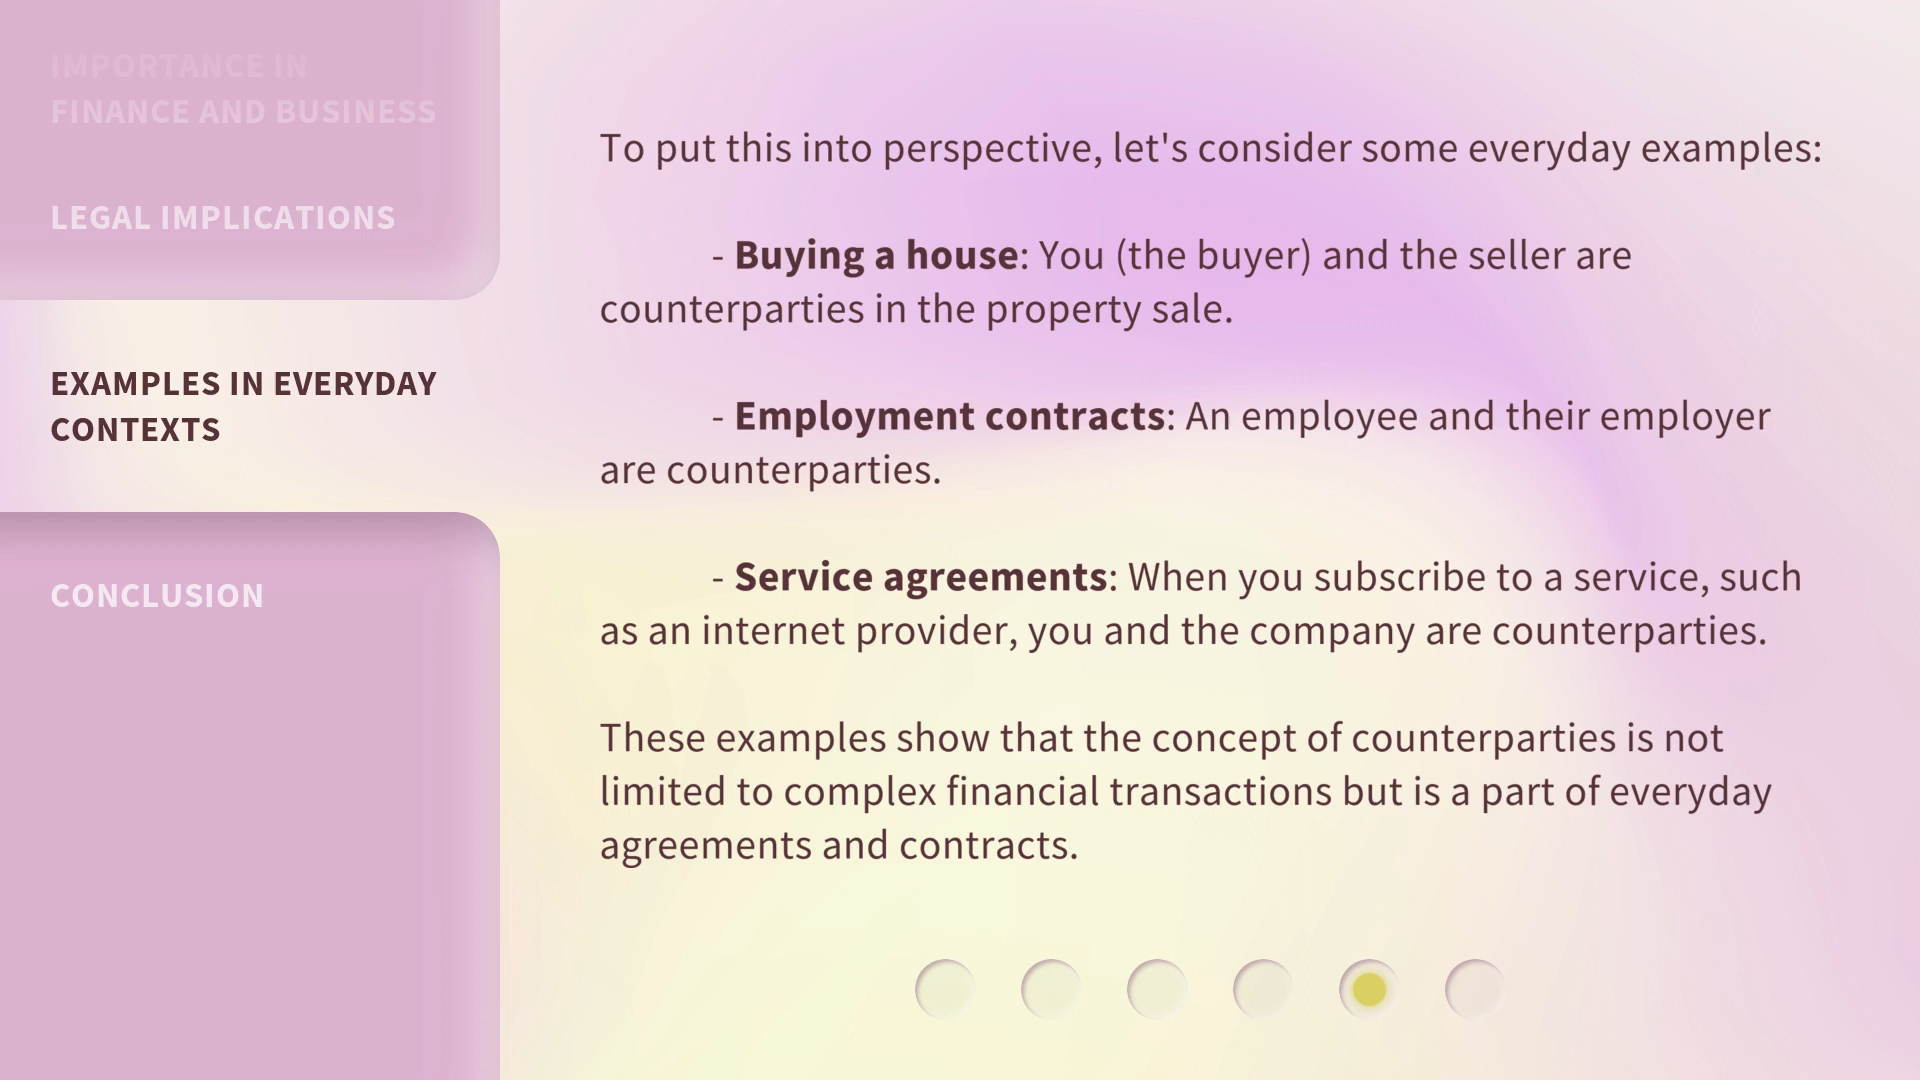 IMPORTANCE IN
FINANCE AND BUSINESS
LEGAL IMPLICATIONS
EXAMPLES IN EVERYDAY
CONTEXTS
CONCLUSION
To put this into perspective, let's consider some everyday examples:
- Buying a house: You (the buyer) and the seller are
counterparties in the property sale.
- Employment contracts: An employee and their employer
are counterparties.
- Service agreements: When you subscribe to a service, such
as an internet provider, you and the company are counterparties.
These examples show that the concept of counterparties is not
limited to complex financial transactions but is a part of everyday
agreements and contracts.